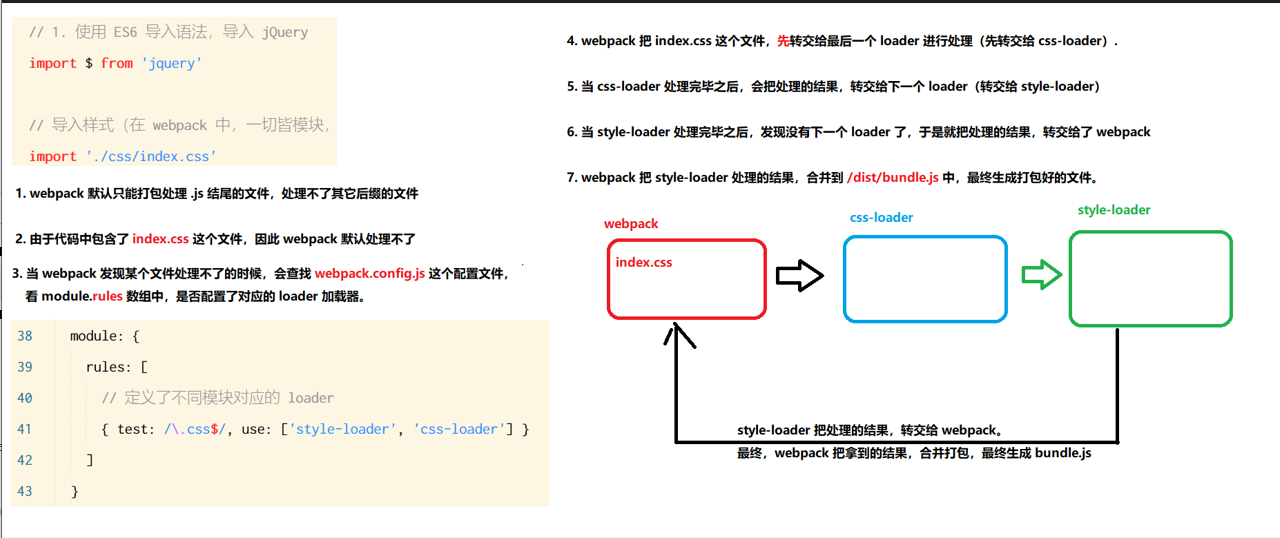 // 1. 使用 ES6 导入语法，导入 jQuery
import $ from 'jquery'
// 导入样式（在 webpack 中，一切皆模块，
import './css/index.css'
1. webpack 默认只能打包处理 .js 结尾的文件，处理不了其它后缀的文件
2. 由于代码中包含了 index.css 这个文件，因此 webpack 默认处理不了
3. 当 webpack 发现某个文件处理不了的时候，会查找 webpack.config.js 这个配置文件，
看 module.rules 数组中，是否配置了对应的 loader 加载器。
38 module: {
39 rules: [
40 // 定义了不同模块对应的 loader
41 { test: /\.css$/, use: ['style-loader', 'css-loader'] }
42 ]
43 }
4. webpack 把 index.css 这个文件，先转交给最后一个 loader 进行处理（先转交给 css-loader）.
5. 当 css-loader 处理完毕之后，会把处理的结果，转交给下一个 loader（转交给 style-loader）
6. 当 style-loader 处理完毕之后，发现没有下一个 loader 了，于是就把处理的结果，转交给了 webpack
7. webpack 把 style-loader 处理的结果，合并到 /dist/bundle.js 中，最终生成打包好的文件。
webpack
index.css
css-loader
style-loader
style-loader 把处理的结果，转交给 webpack。
最终，webpack 把拿到的结果，合并打包，最终生成 bundle.js